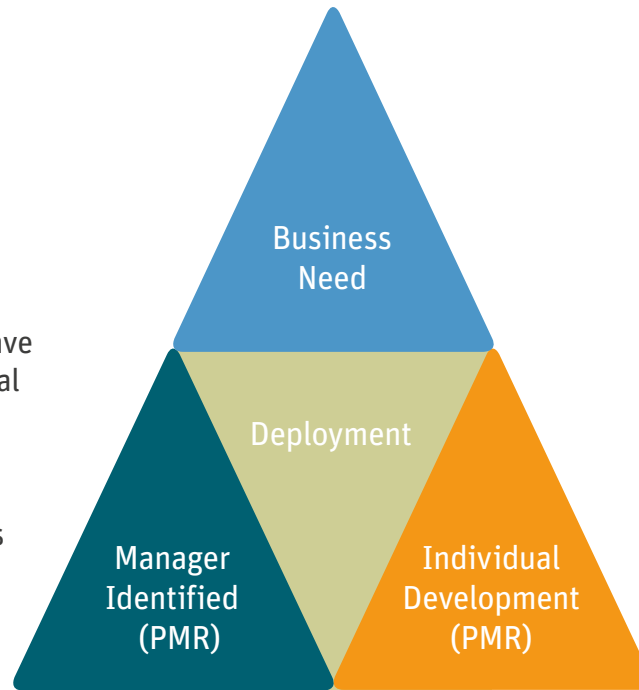 Business
Need
Deployment
Manager
Identified
(PMR)
Individual
Development
(PMR)